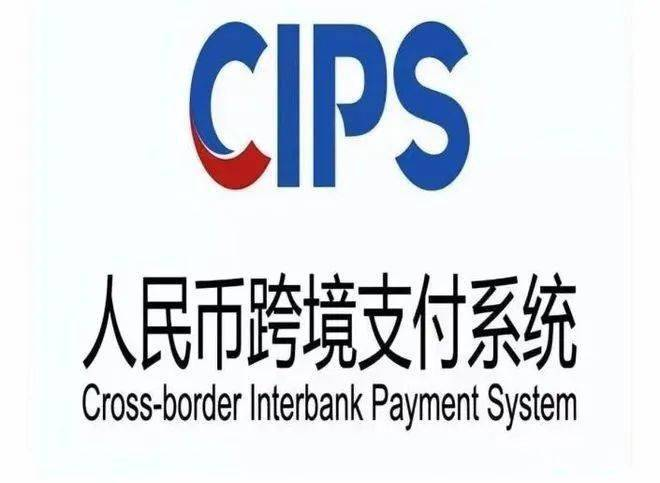 CIPS
人民币跨境支付系统
Cross-border Interbank Payment System